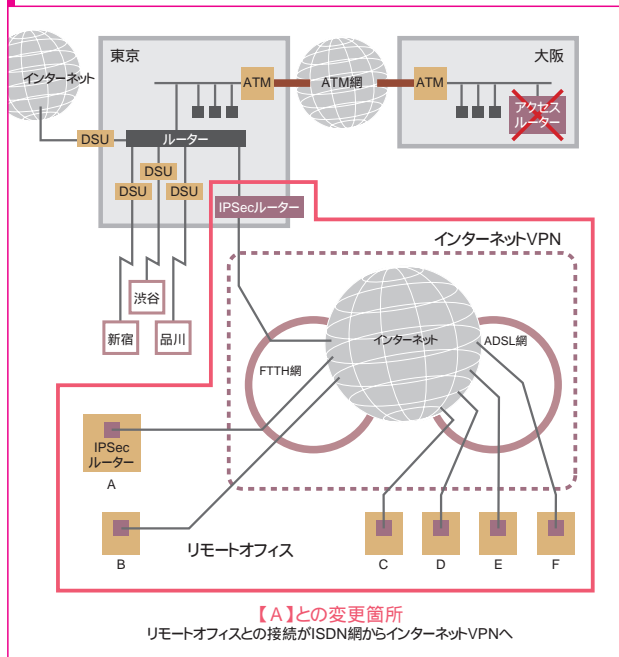 東京
大阪
インターネット
ATM
ATM網
ATM
アクセス
ルーター
DSU
ルーター
DSU
DSU
DSU
IPSecルーター
インターネットVPN
渋谷
新宿
品川
インターネット
FTTH網
ADSL網
IPSec
ルーター
A
B
リモートオフィス
C
D
E
F
【A】との変更箇所
リモートオフィスとの接続がISDN網からインターネットVPNへ